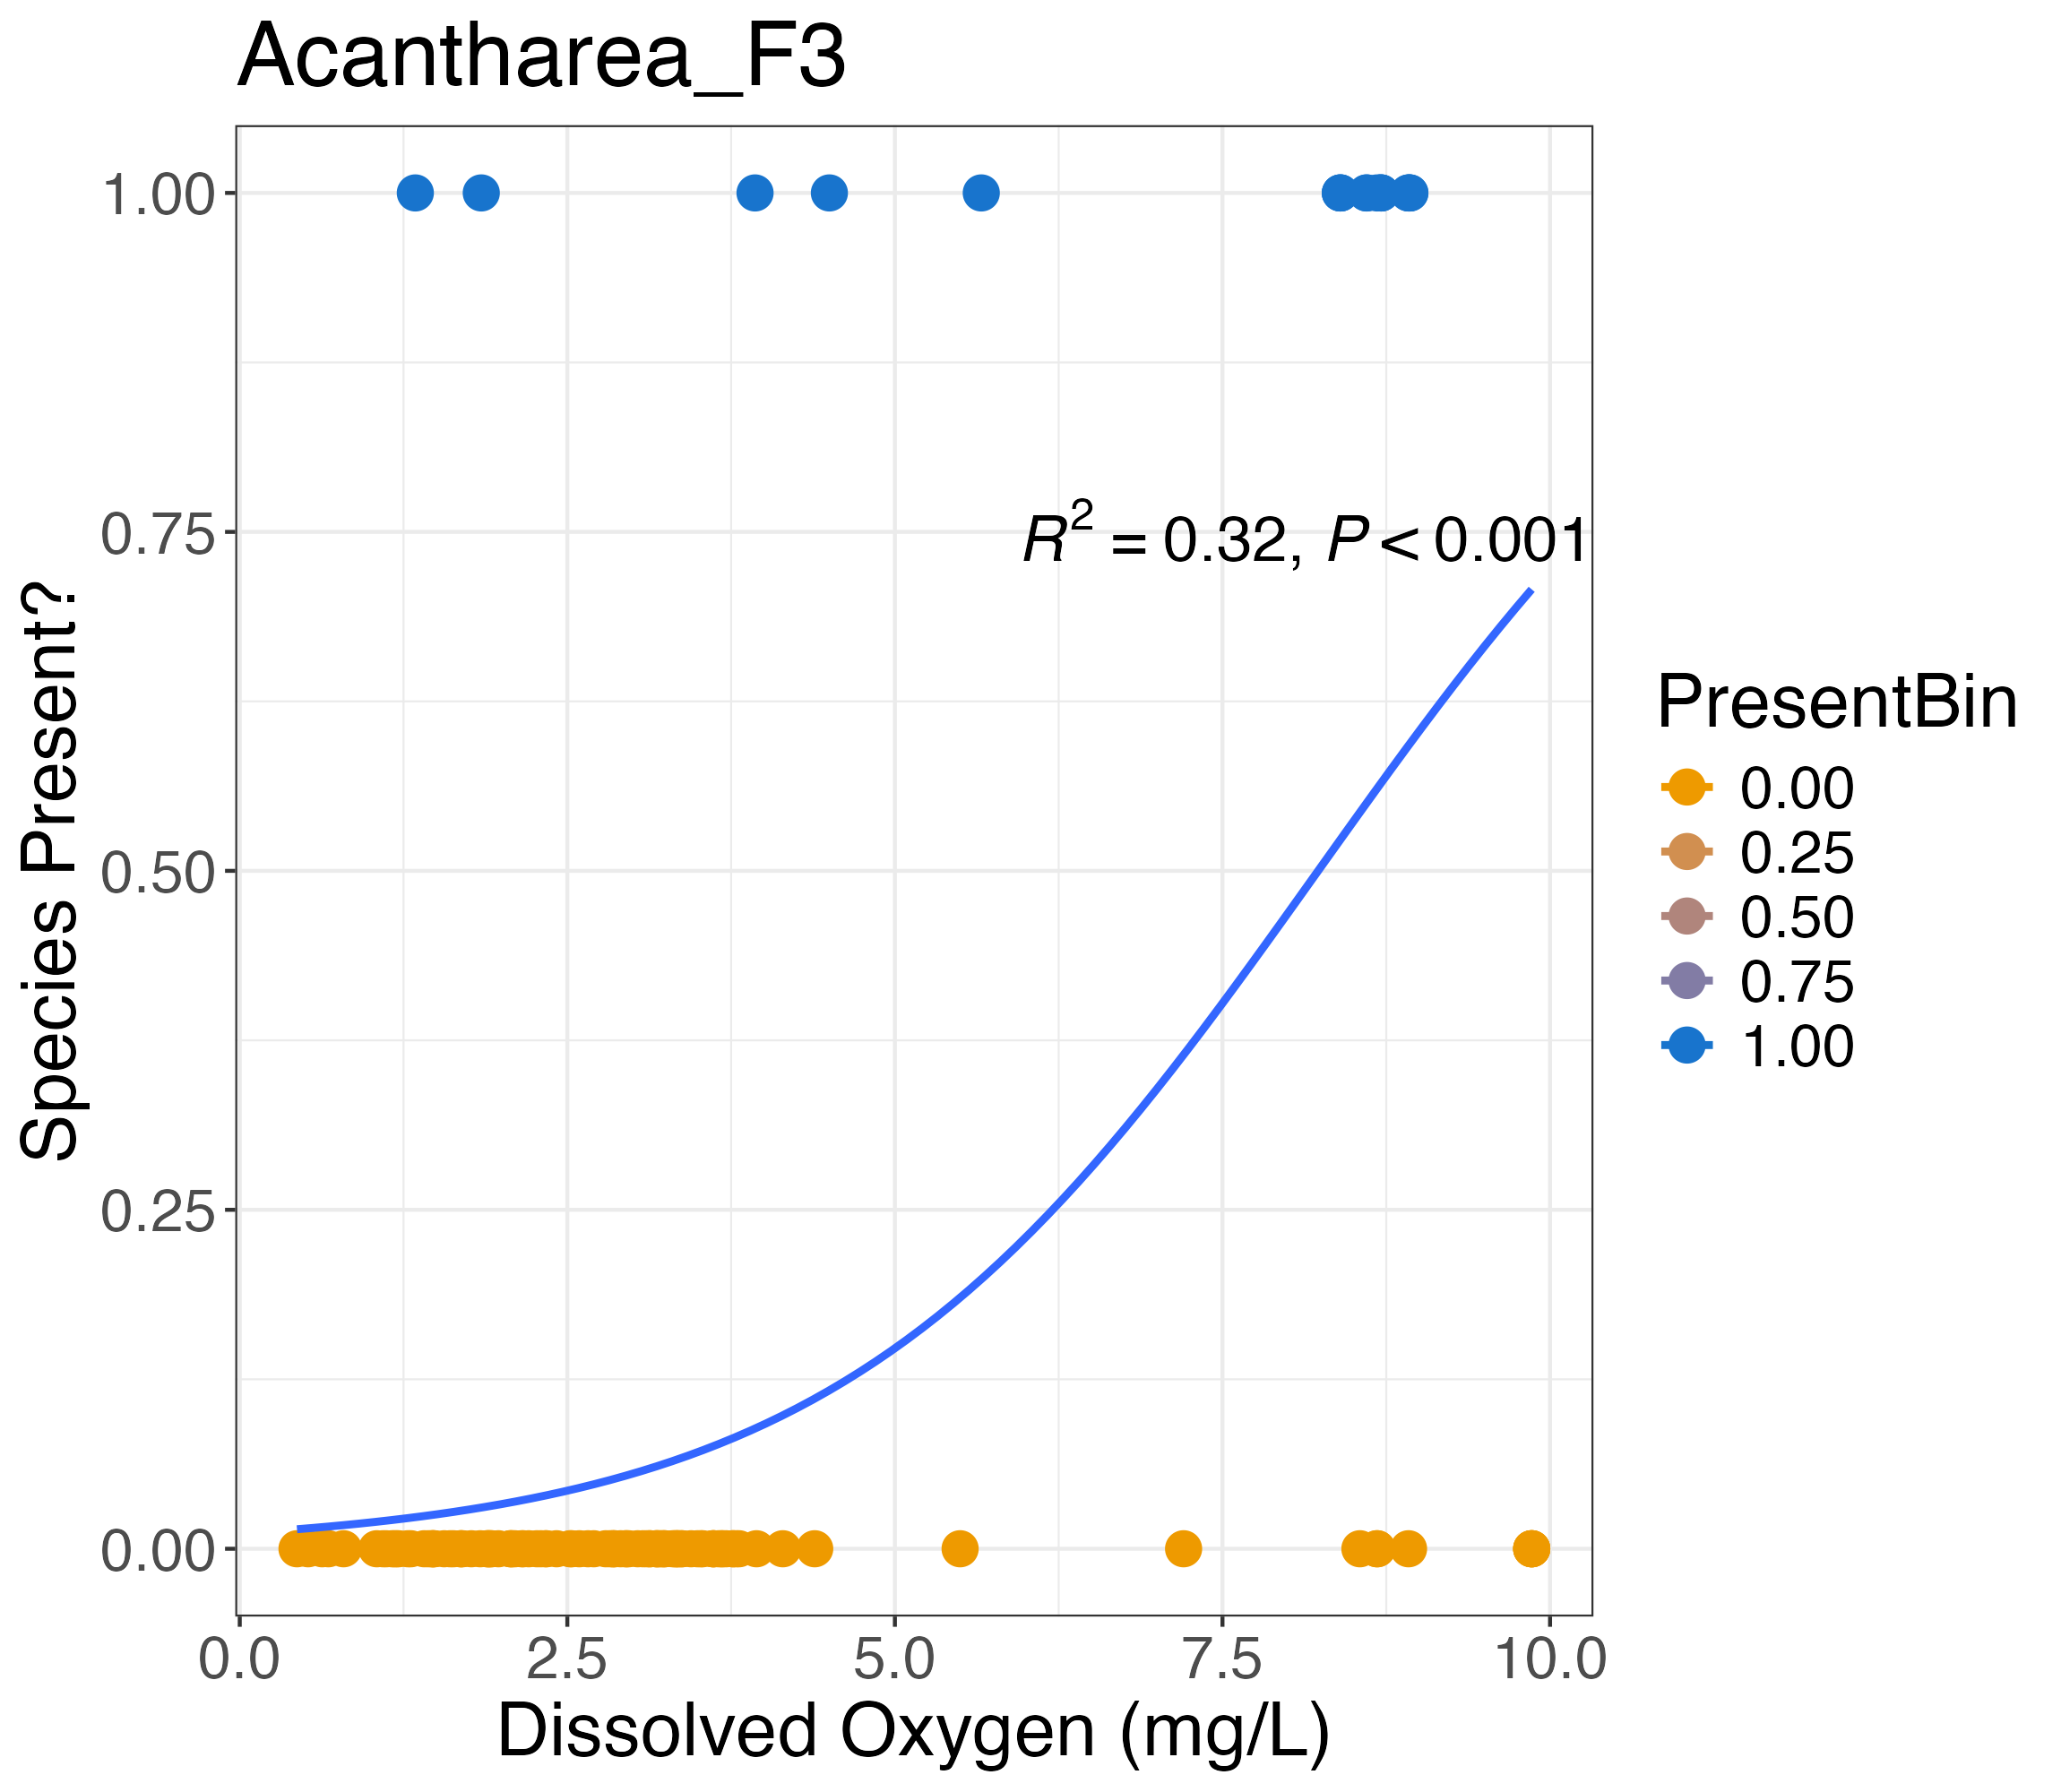 Acantharea_F3
1.00
0.75
0.50
0.25
0.00
Species Present?
R² = 0.32, P < 0.001
0.0 2.5 5.0 7.5 10.0
Dissolved Oxygen (mg/L)
PresentBin
0.00
0.25
0.50
0.75
1.00